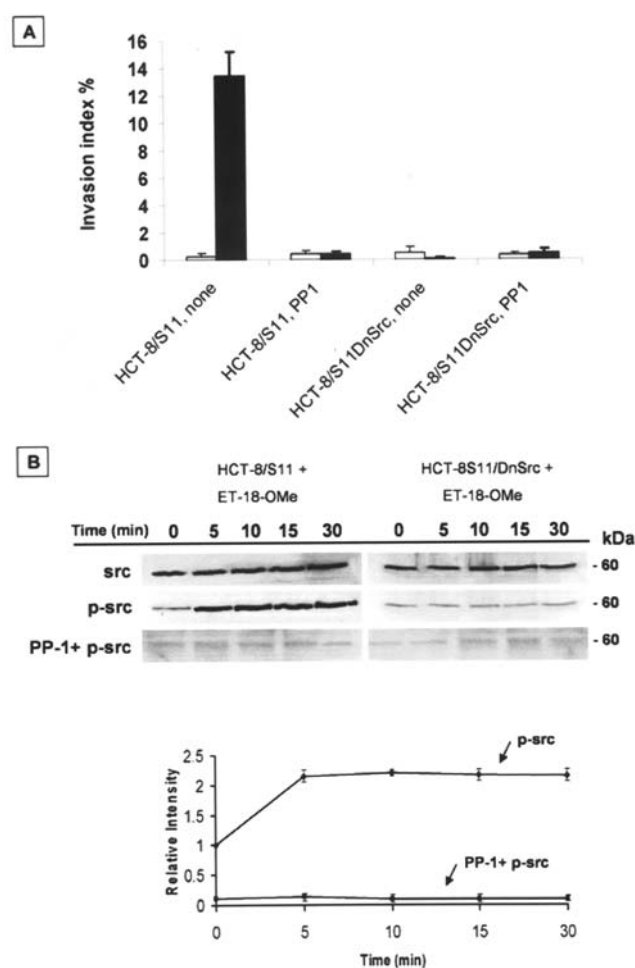 A
Invasion index %
16
14
12
10
8
6
4
2
0
HCT-8/S11, none
HCT-8/S11, PP1
HCT-8/S11DnSrc, none
HCT-8/S11DnSrc, PP1
B
HCT-8/S11 +
ET-18-OMe
HCT-8S11/DnSrc +
ET-18-OMe
Time (min) 0 5 10 15 30 0 5 10 15 30 kDa
src - 60
p-src - 60
PP-1+ p-src - 60
Relative Intensity
2.5
2
1.5
1
0.5
0
p-src
PP-1+ p-src
0 5 10 15 30
Time (min)